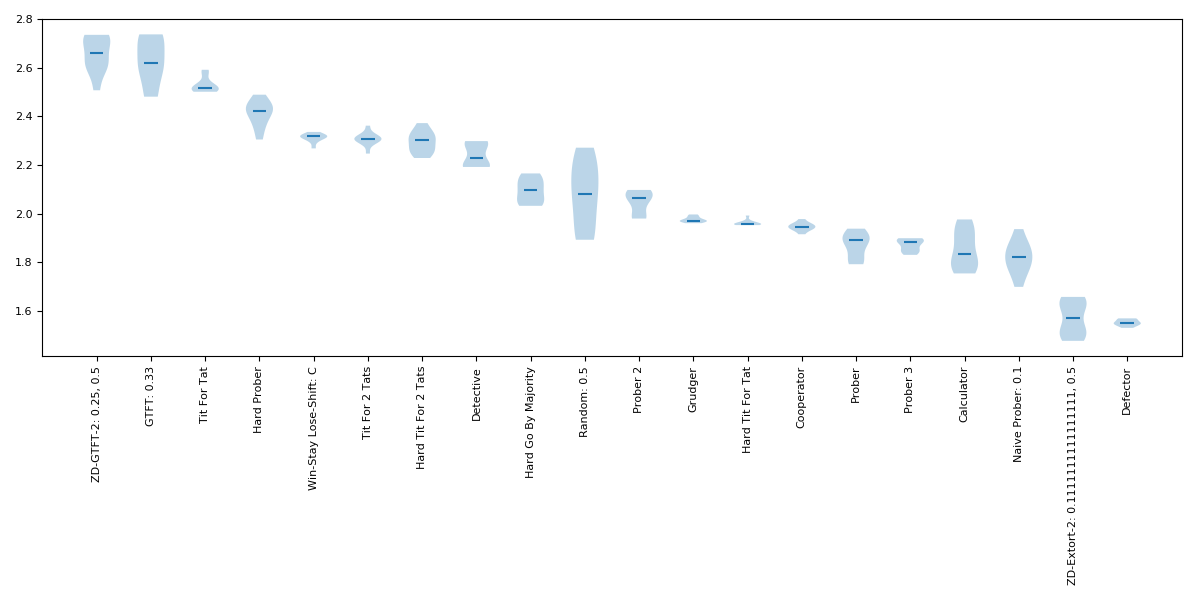 2.8
2.6
2.4
2.2
2.0
1.8
1.6
ZD-GTFT-2: 0.25, 0.5
GTFT: 0.33
Tit For Tat
Hard Prober
Win-Stay Lose-Shift: C
Tit For 2 Tats
Hard Tit For 2 Tats
Detective
Hard Go By Majority
Random: 0.5
Prober 2
Grudger
Hard Tit For Tat
Cooperator
Prober
Prober 3
Calculator
Naive Prober: 0.1
ZD-Extort-2: 0.1111111111111111, 0.5
Defector